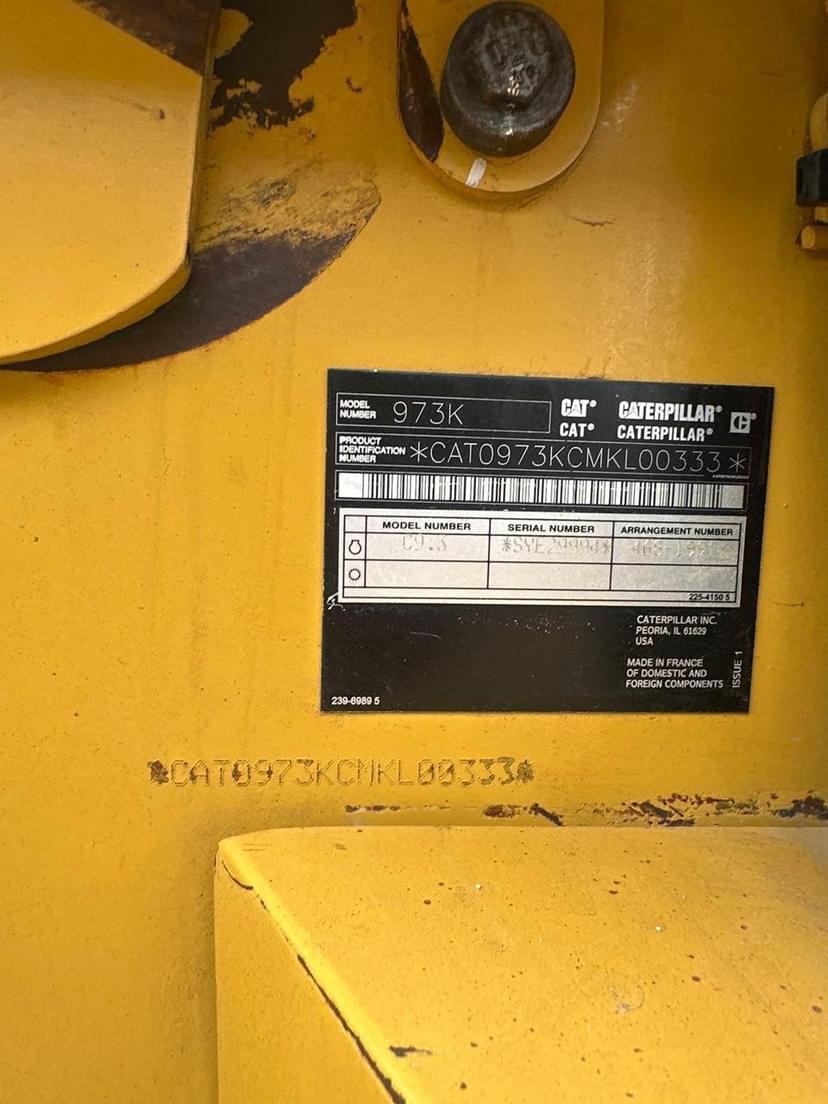 MODEL NUMBER 973K CAT® CATERPILLAR®
CAT® CATERPILLAR®
PRODUCT IDENTIFICATION NUMBER *CAT0973KCMKL00333*
MODEL NUMBER SERIAL NUMBER ARRANGEMENT NUMBER
C9.3
225-4150 5
CATERPILLAR INC.
PEORIA, IL 61629
USA
MADE IN FRANCE
OF DOMESTIC AND
FOREIGN COMPONENTS
ISSUE 1
239-6989 5
*CAT0973KCMKL00333*